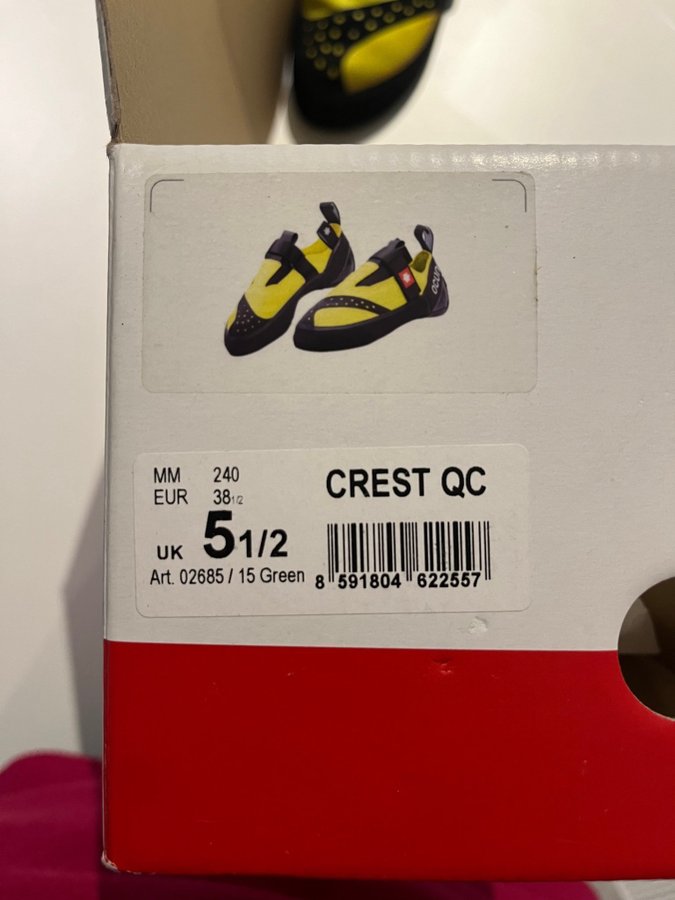 MM 240
EUR 38 1/2
UK 5 1/2
Art. 02685 / 15 Green
CREST QC
8 591804 622557